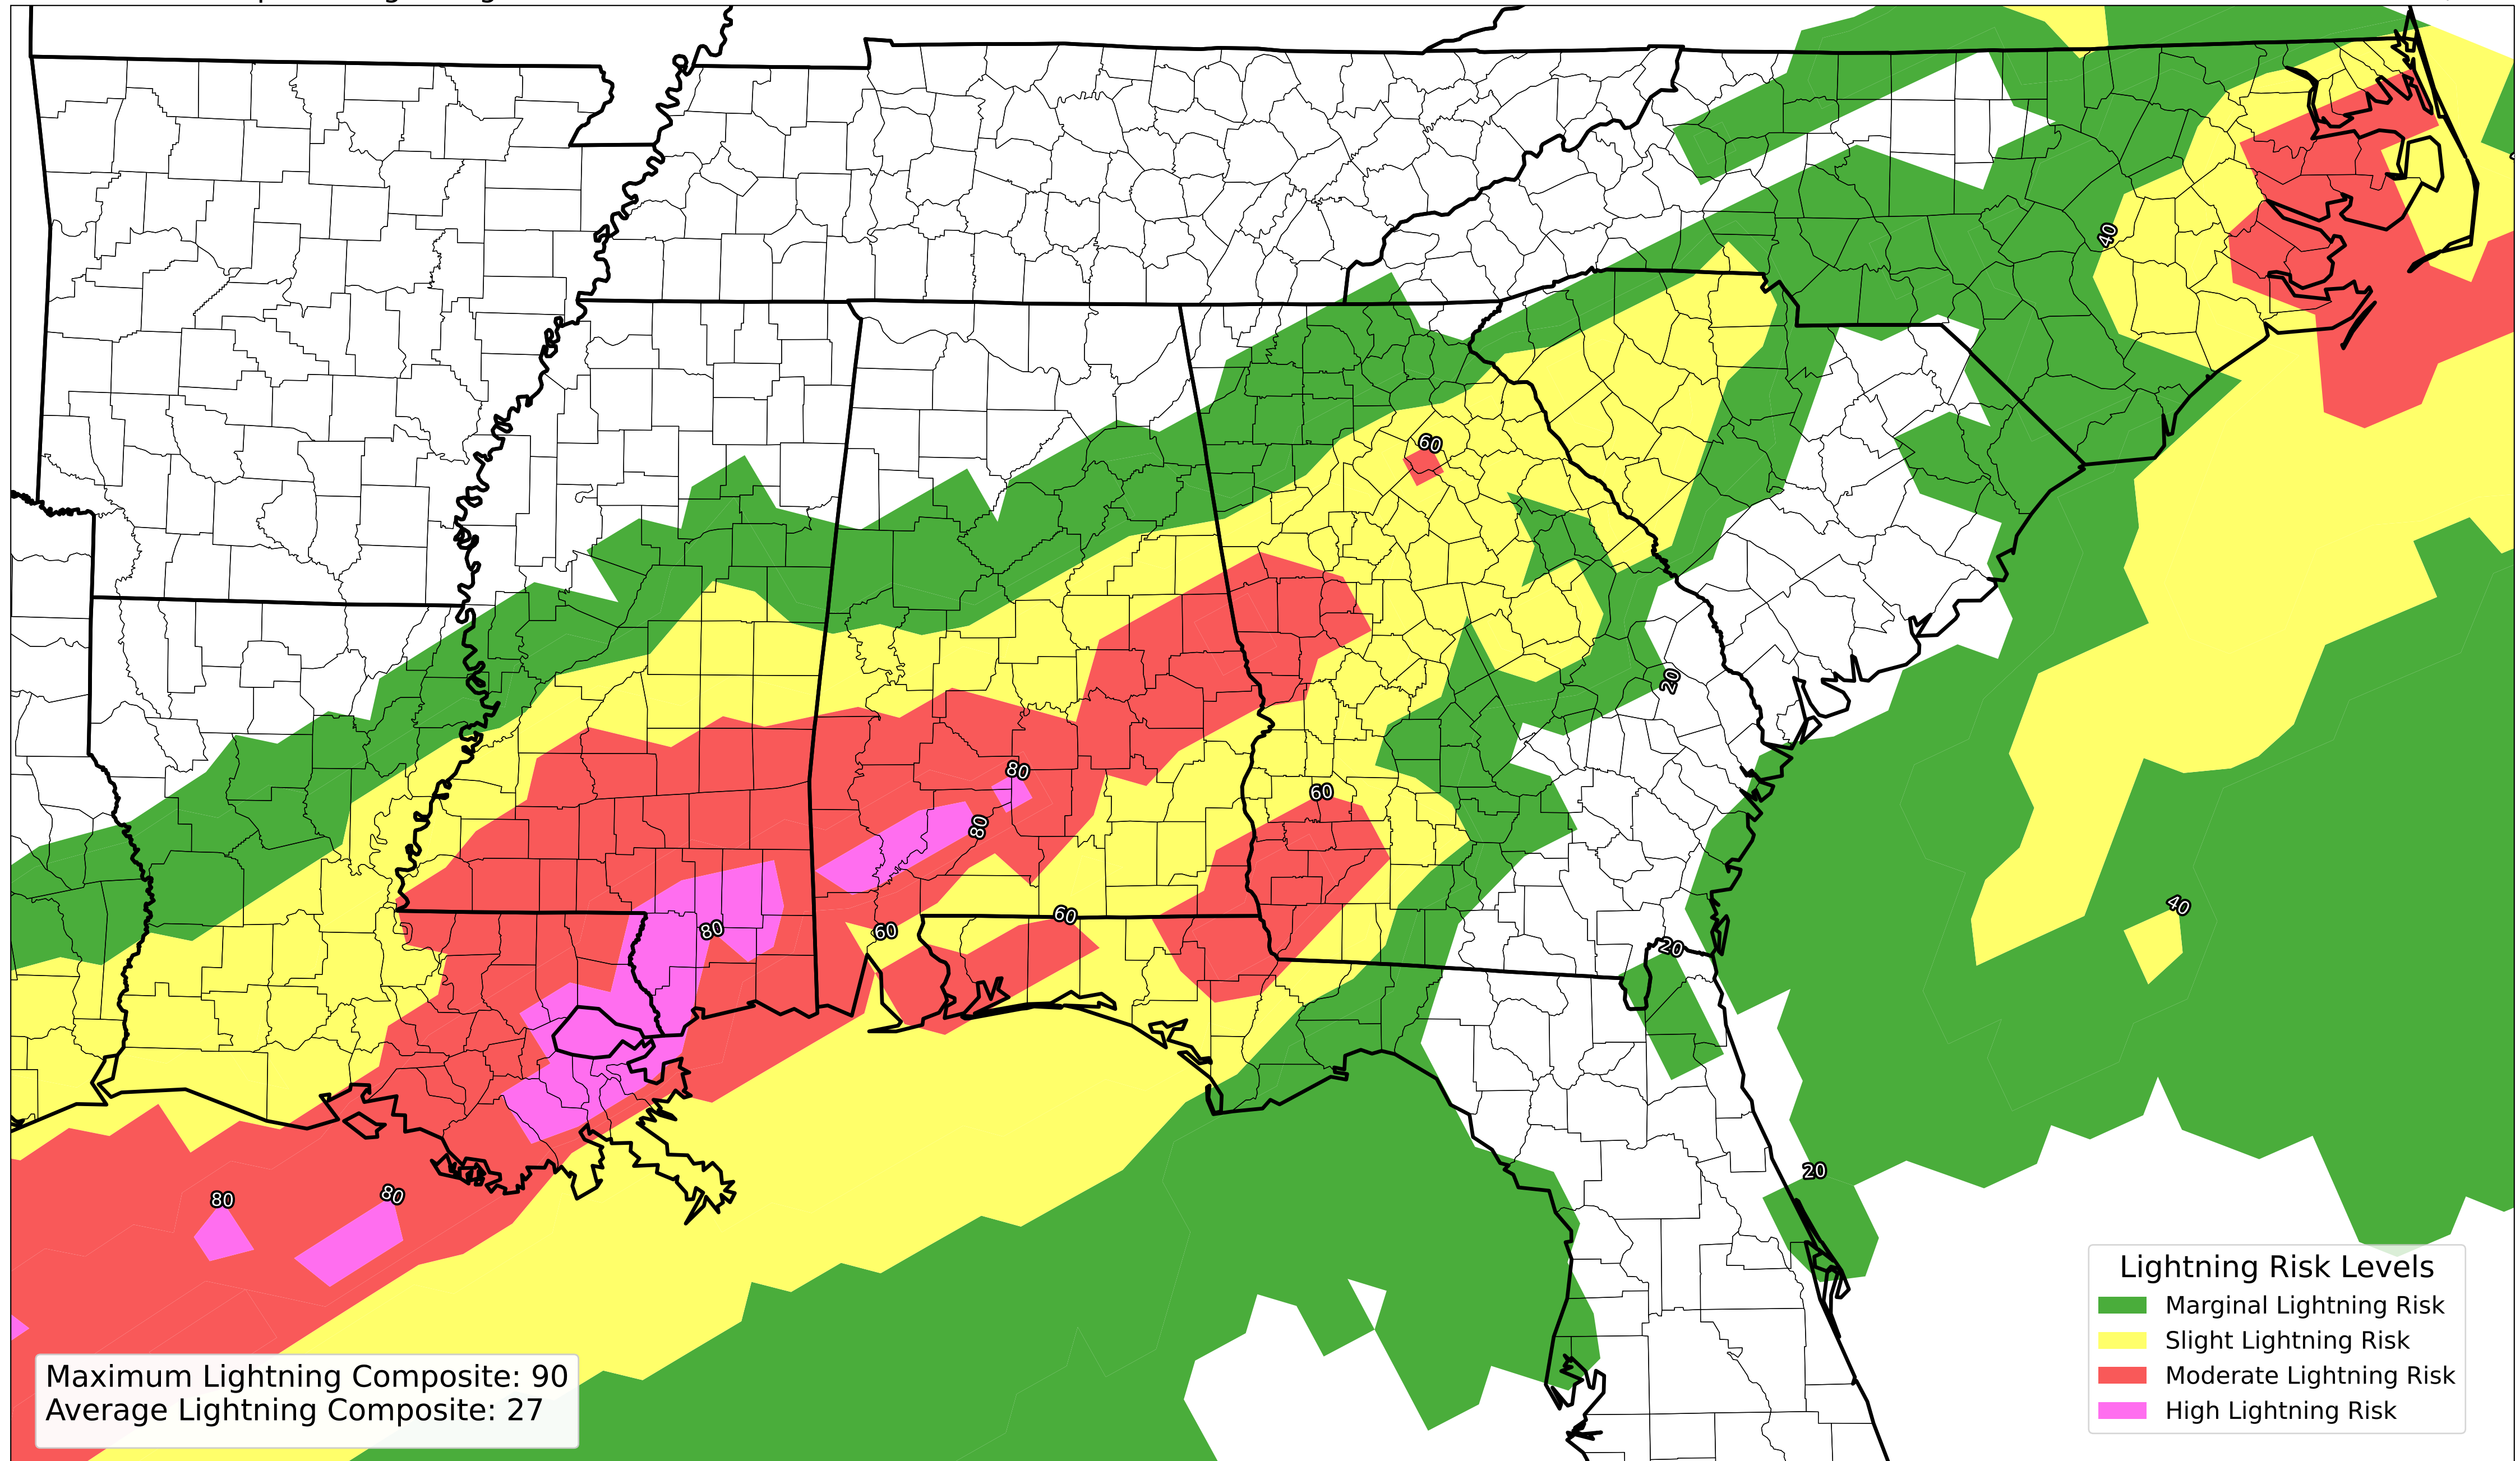 40
60
20
80
60
80
80
60
60
80
40
20
20
80
80
Lightning Risk Levels
Marginal Lightning Risk
Slight Lightning Risk
Moderate Lightning Risk
High Lightning Risk
Maximum Lightning Composite: 90
Average Lightning Composite: 27